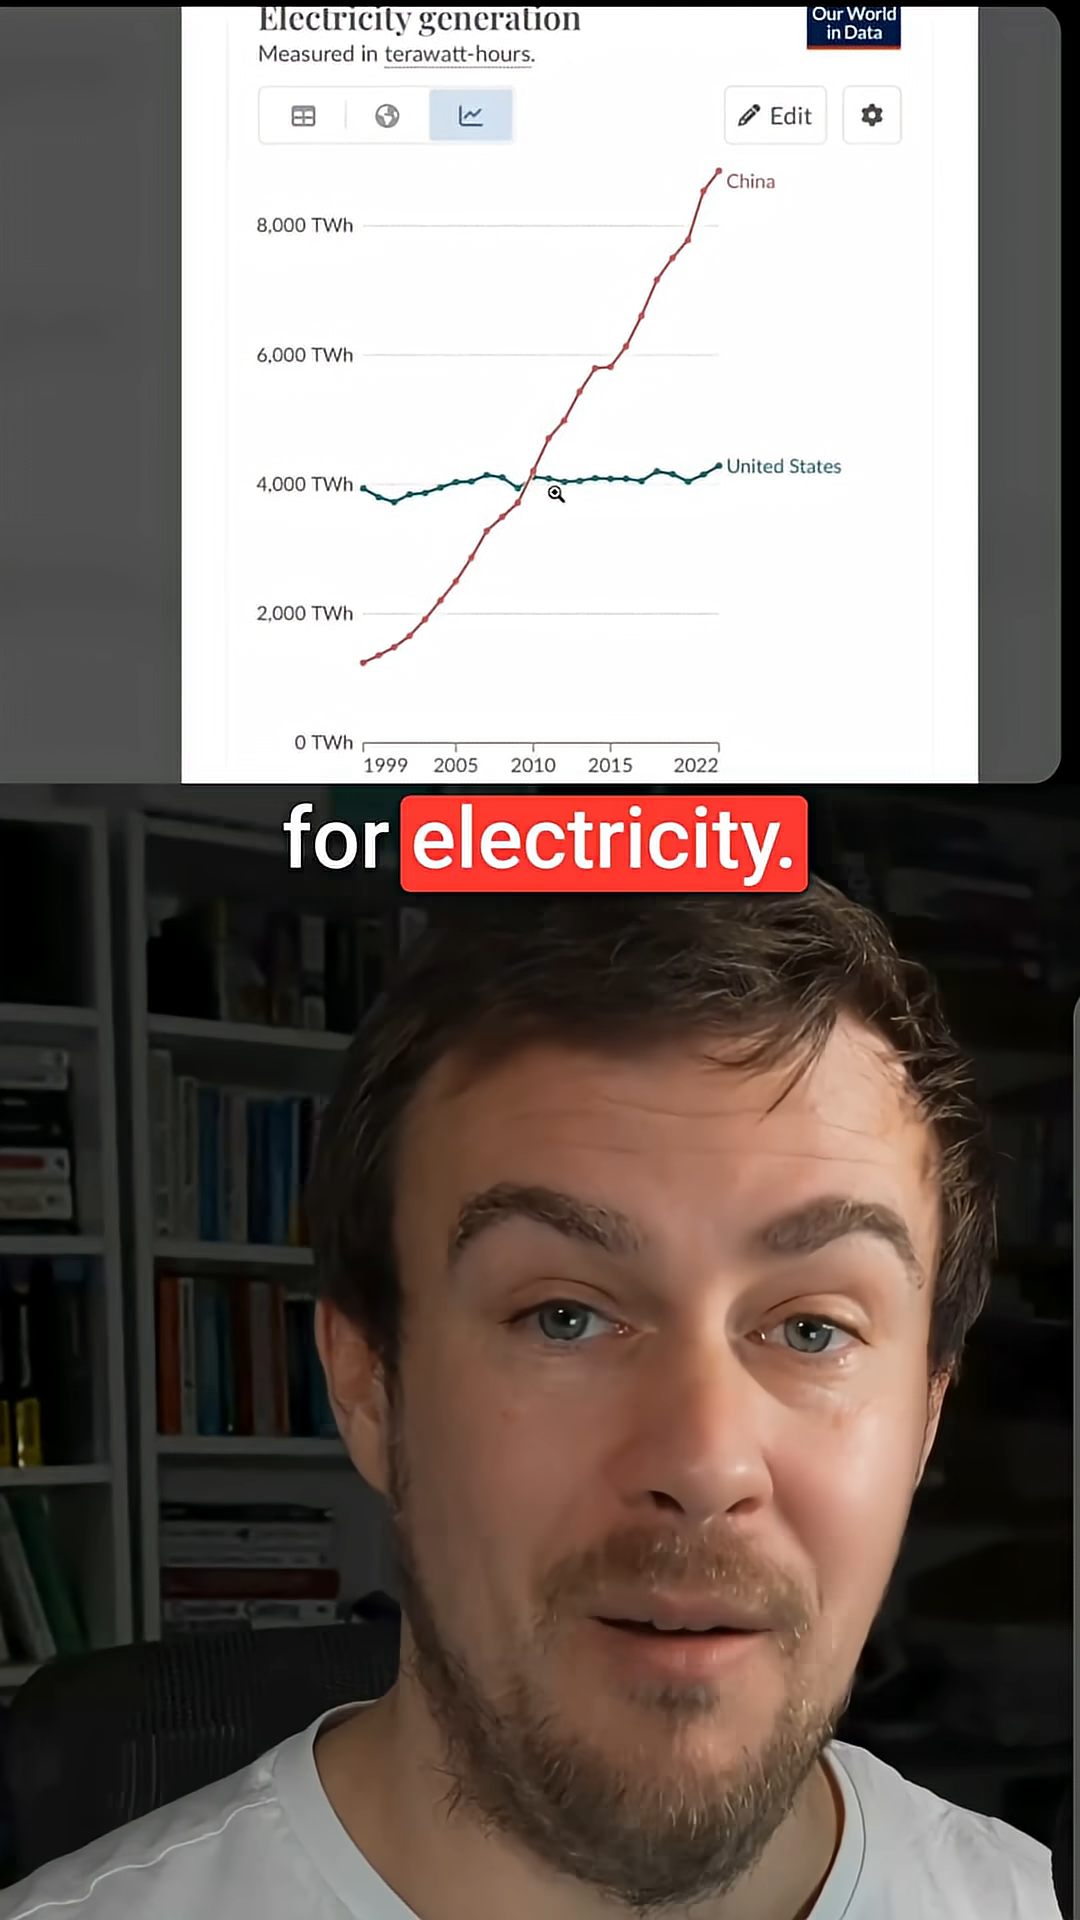 Electricity generation
Our World
in Data
Measured in terawatt-hours.
Edit
China
8,000 TWh
6,000 TWh
United States
4,000 TWh
2,000 TWh
0 TWh
1999 2005 2010 2015 2022
for electricity.